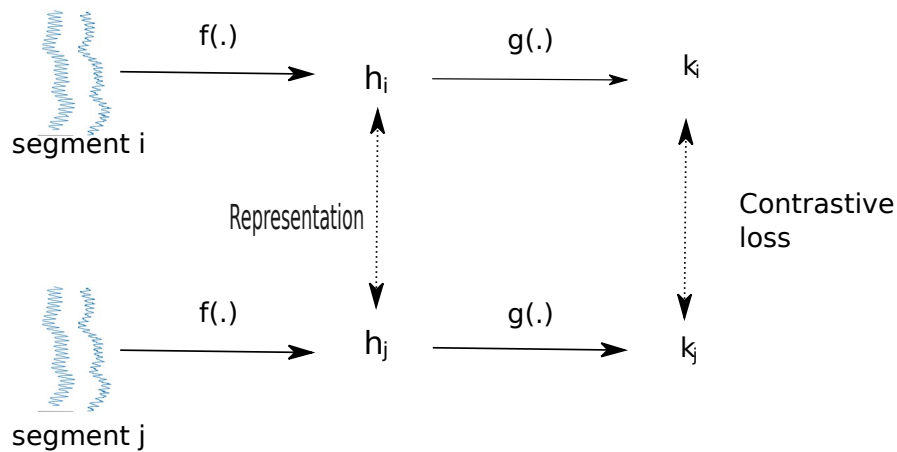 f(.)
g(.)
hᵢ
kᵢ
segment i
Representation
Contrastive
loss
f(.)
g(.)
hⱼ
kⱼ
segment j